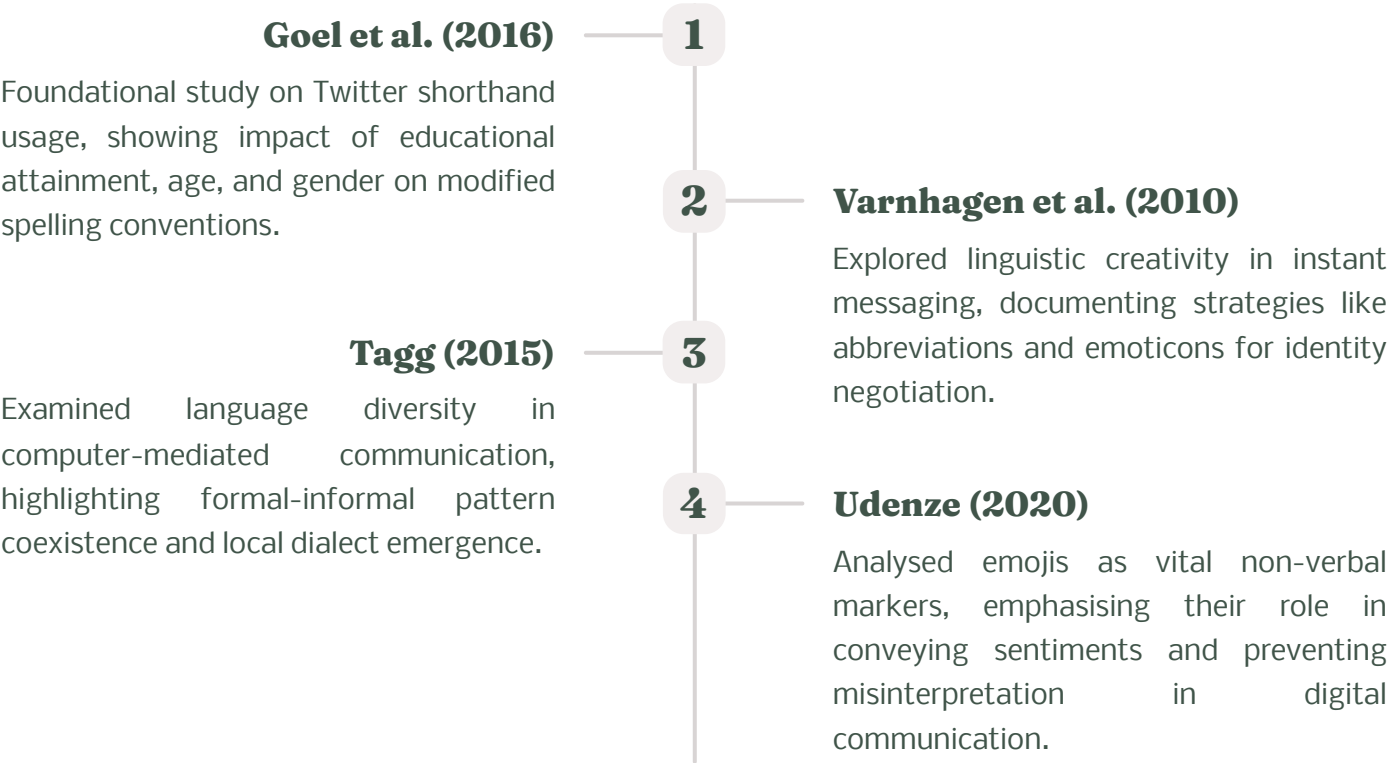 Goel et al. (2016)
1
Foundational study on Twitter shorthand
usage, showing impact of educational
attainment, age, and gender on modified
spelling conventions.
2
Varnhagen et al. (2010)
Explored linguistic creativity in instant
messaging, documenting strategies like
abbreviations and emoticons for identity
negotiation.
Tagg (2015)
3
Examined language diversity in
computer-mediated communication,
highlighting formal-informal pattern
coexistence and local dialect emergence.
4
Udenze (2020)
Analysed emojis as vital non-verbal
markers, emphasising their role in
conveying sentiments and preventing
misinterpretation in digital
communication.